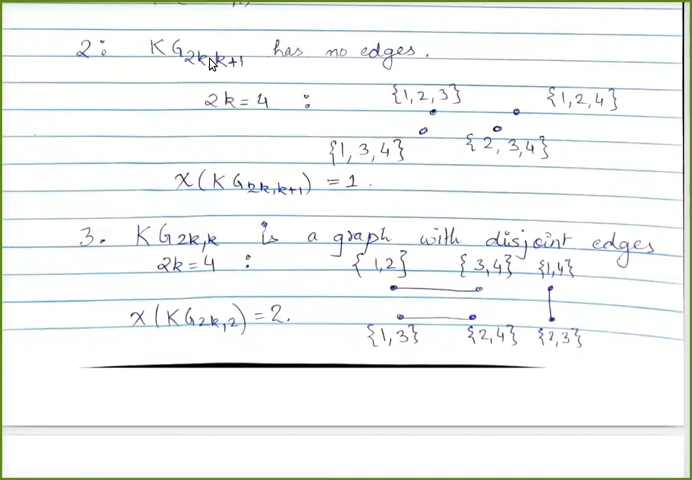 2: KG2k,k+1 has no edges.
2k=4 : {1,2,3} {1,2,4}
{1,3,4} {2,3,4}
χ(KG2k,k+1) = 1.
3. KG2k,k is a graph with disjoint edges
2k=4 : {1,2} {3,4} {1,4}
χ(KG2k,2) = 2.
{1,3} {2,4} {2,3}